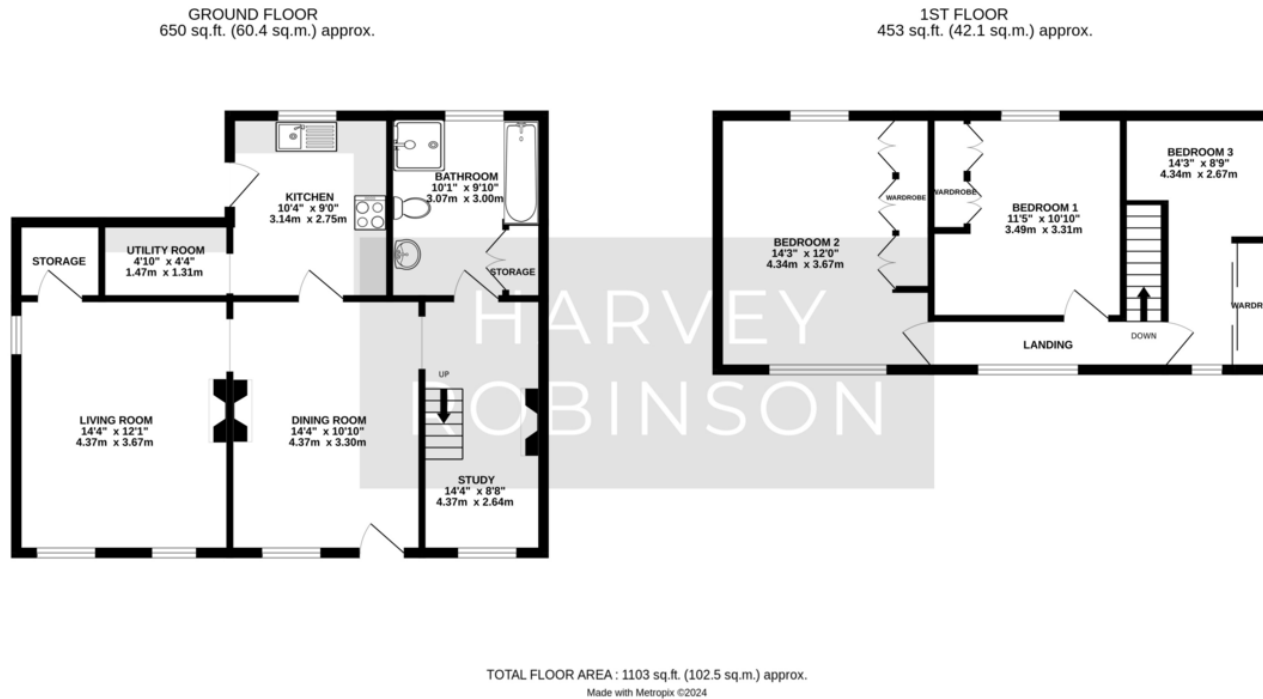 GROUND FLOOR
650 sq.ft. (60.4 sq.m.) approx.
1ST FLOOR
453 sq.ft. (42.1 sq.m.) approx.
KITCHEN
10'4" x 9'0"
3.14m x 2.75m
BATHROOM
10'1" x 9'10"
3.07m x 3.00m
STORAGE
UTILITY ROOM
4'10" x 4'4"
1.47m x 1.31m
STORAGE
LIVING ROOM
14'4" x 12'1"
4.37m x 3.67m
DINING ROOM
14'4" x 10'10"
4.37m x 3.30m
UP
STUDY
14'4" x 8'8"
4.37m x 2.64m
BEDROOM 2
14'3" x 12'0"
4.34m x 3.67m
WARDROBE
WARDROBE
BEDROOM 1
11'5" x 10'10"
3.49m x 3.31m
BEDROOM 3
14'3" x 8'9"
4.34m x 2.67m
DOWN
LANDING
HARVEY
ROBINSON
TOTAL FLOOR AREA : 1103 sq.ft. (102.5 sq.m.) approx.
Made with Metropix ©2024